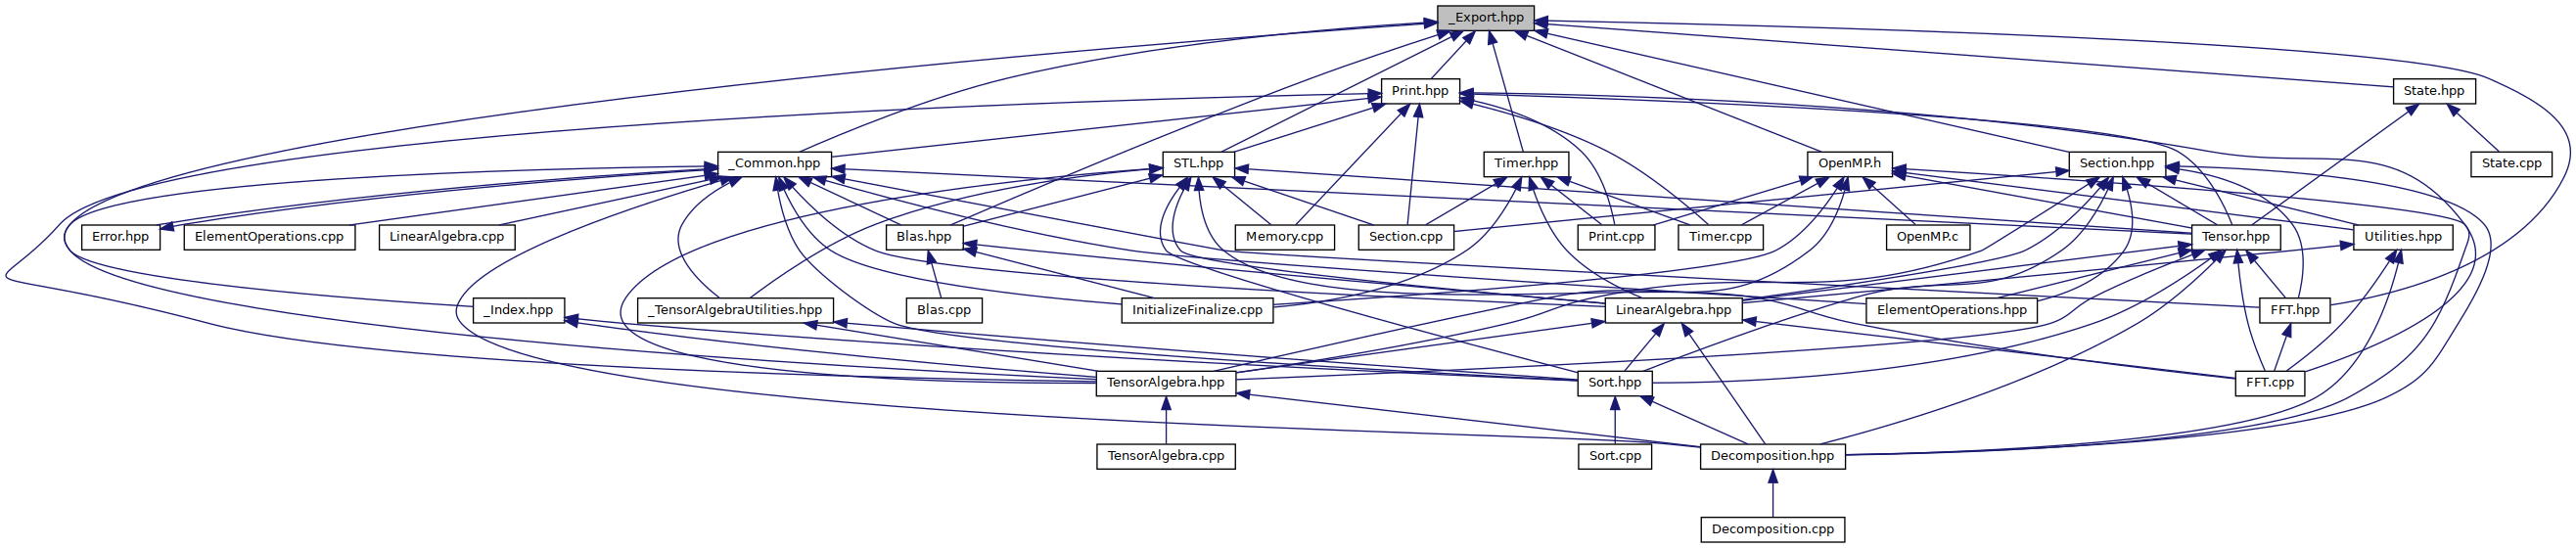 _Export.hpp
Print.hpp
State.hpp
_Common.hpp
STL.hpp
Timer.hpp
OpenMP.h
Section.hpp
State.cpp
Error.hpp
ElementOperations.cpp
LinearAlgebra.cpp
Blas.hpp
Memory.cpp
Section.cpp
Print.cpp
Timer.cpp
OpenMP.c
Tensor.hpp
Utilities.hpp
_Index.hpp
_TensorAlgebraUtilities.hpp
Blas.cpp
InitializeFinalize.cpp
LinearAlgebra.hpp
ElementOperations.hpp
FFT.hpp
TensorAlgebra.hpp
Sort.hpp
FFT.cpp
TensorAlgebra.cpp
Sort.cpp
Decomposition.hpp
Decomposition.cpp